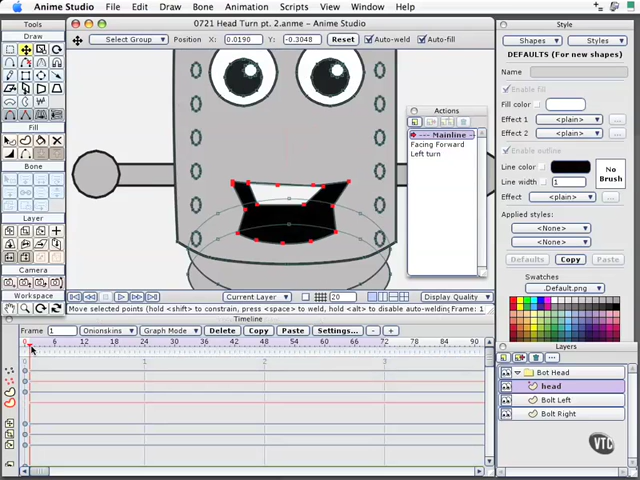 Anime Studio File Edit Draw Bone Animation Scripts View Window Help
0721 Head Turn pt. 2.anme - Anime Studio
Tools
Draw
Fill
Bone
Layer
Camera
Workspace
Select Group...
Position X: 0.0190 Y: -0.3048 Reset Auto-weld Auto-fill
Actions
--- Mainline ---
Facing Forward
Left turn
Current Layer 20 Display Quality
Move selected points (hold <shift> to constrain, press <space> to weld, hold <alt> to disable auto-welding) Frame: 1
Timeline
Frame 1 Onionskins Graph Mode Delete Copy Paste Settings... - +
0 6 12 18 24 30 36 42 48 54 60 66 72 78 84 90
0 1 2 3
Style
Shapes Styles
DEFAULTS (For new shapes)
Name
Enable fill
Fill color
Effect 1 <plain> ...
Effect 2 <plain> ...
Enable outline
Line color
Line width 1
No Brush
Effect <plain> ...
Applied styles:
<None>
<None>
Defaults Copy Paste
Swatches
.Default.png
Layers
Bot Head
head
Bolt Left
Bolt Right
VTC